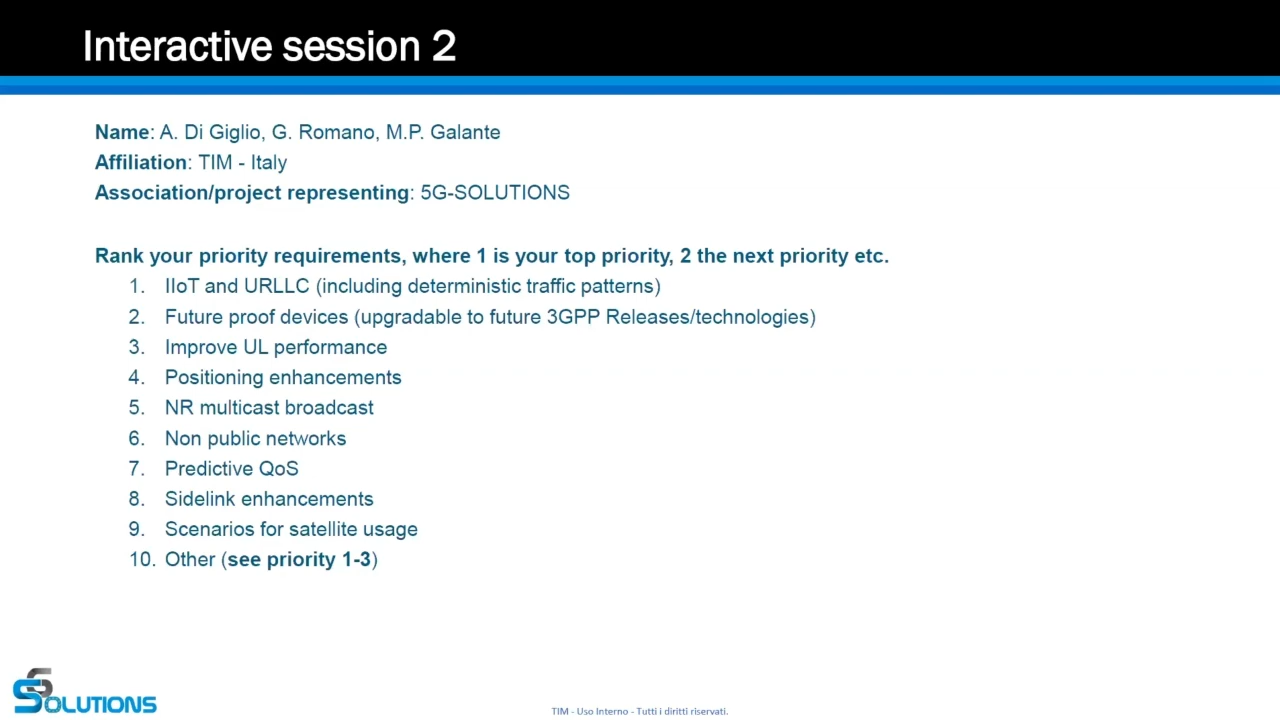 Interactive session 2
Name: A. Di Giglio, G. Romano, M.P. Galante
Affiliation: TIM - Italy
Association/project representing: 5G-SOLUTIONS
Rank your priority requirements, where 1 is your top priority, 2 the next priority etc.
1. IIoT and URLLC (including deterministic traffic patterns)
2. Future proof devices (upgradable to future 3GPP Releases/technologies)
3. Improve UL performance
4. Positioning enhancements
5. NR multicast broadcast
6. Non public networks
7. Predictive QoS
8. Sidelink enhancements
9. Scenarios for satellite usage
10. Other (see priority 1-3)
5G SOLUTIONS
TIM - Uso Interno - Tutti i diritti riservati.